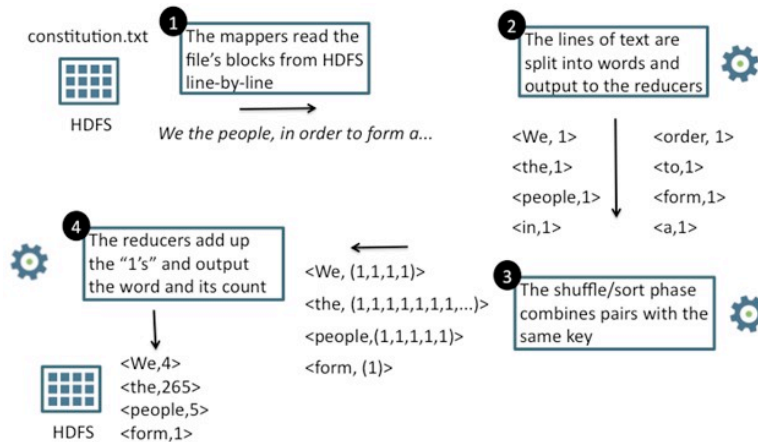 constitution.txt
HDFS
1
The mappers read the
file's blocks from HDFS
line-by-line
We the people, in order to form a...
2
The lines of text are
split into words and
output to the reducers
<We, 1>
<the,1>
<people,1>
<in,1>
<order, 1>
<to,1>
<form,1>
<a,1>
3
The shuffle/sort phase
combines pairs with the
same key
<We, (1,1,1,1)>
<the, (1,1,1,1,1,1,1,...)>
<people,(1,1,1,1,1)>
<form, (1)>
4
The reducers add up
the “1’s” and output
the word and its count
<We,4>
<the,265>
<people,5>
<form,1>
HDFS